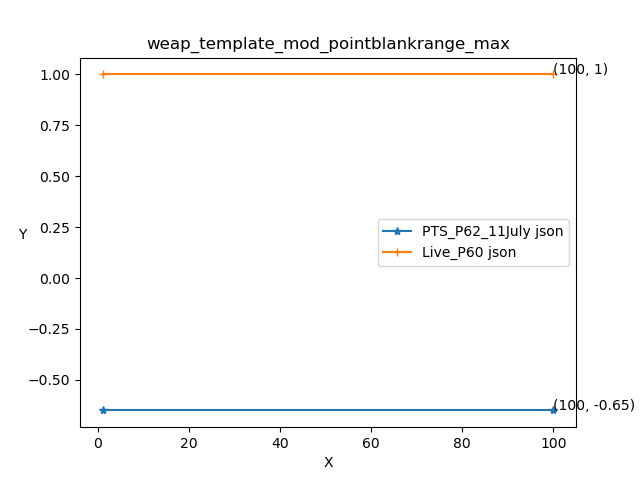 weap_template_mod_pointblankrange_max
1.00
0.75
0.50
0.25
0.00
−0.25
−0.50
Y
(100, 1)
PTS_P62_11July json
Live_P60 json
(100, -0.65)
0 20 40 60 80 100
X